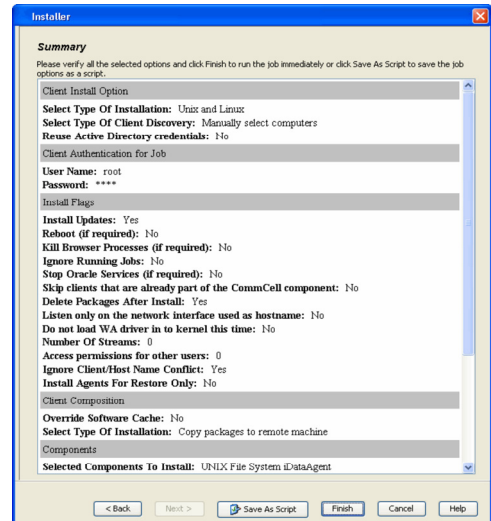 Installer
Summary
Please verify all the selected options and click Finish to run the job immediately or click Save As Script to save the job
options as a script.
Client Install Option
Select Type Of Installation: Unix and Linux
Select Type Of Client Discovery: Manually select computers
Reuse Active Directory credentials: No
Client Authentication for Job
User Name: root
Password: ****
Install Flags
Install Updates: Yes
Reboot (if required): No
Kill Browser Processes (if required): No
Ignore Running Jobs: No
Stop Oracle Services (if required): No
Skip clients that are already part of the CommCell component: No
Delete Packages After Install: Yes
Listen only on the network interface used as hostname: No
Do not load WA driver in to kernel this time: No
Number Of Streams: 0
Access permissions for other users: 0
Ignore Client/Host Name Conflict: Yes
Install Agents For Restore Only: No
Client Composition
Override Software Cache: No
Select Type Of Installation: Copy packages to remote machine
Components
Selected Components To Install: UNIX File System iDataAgent
< Back Next > Save As Script Finish Cancel Help